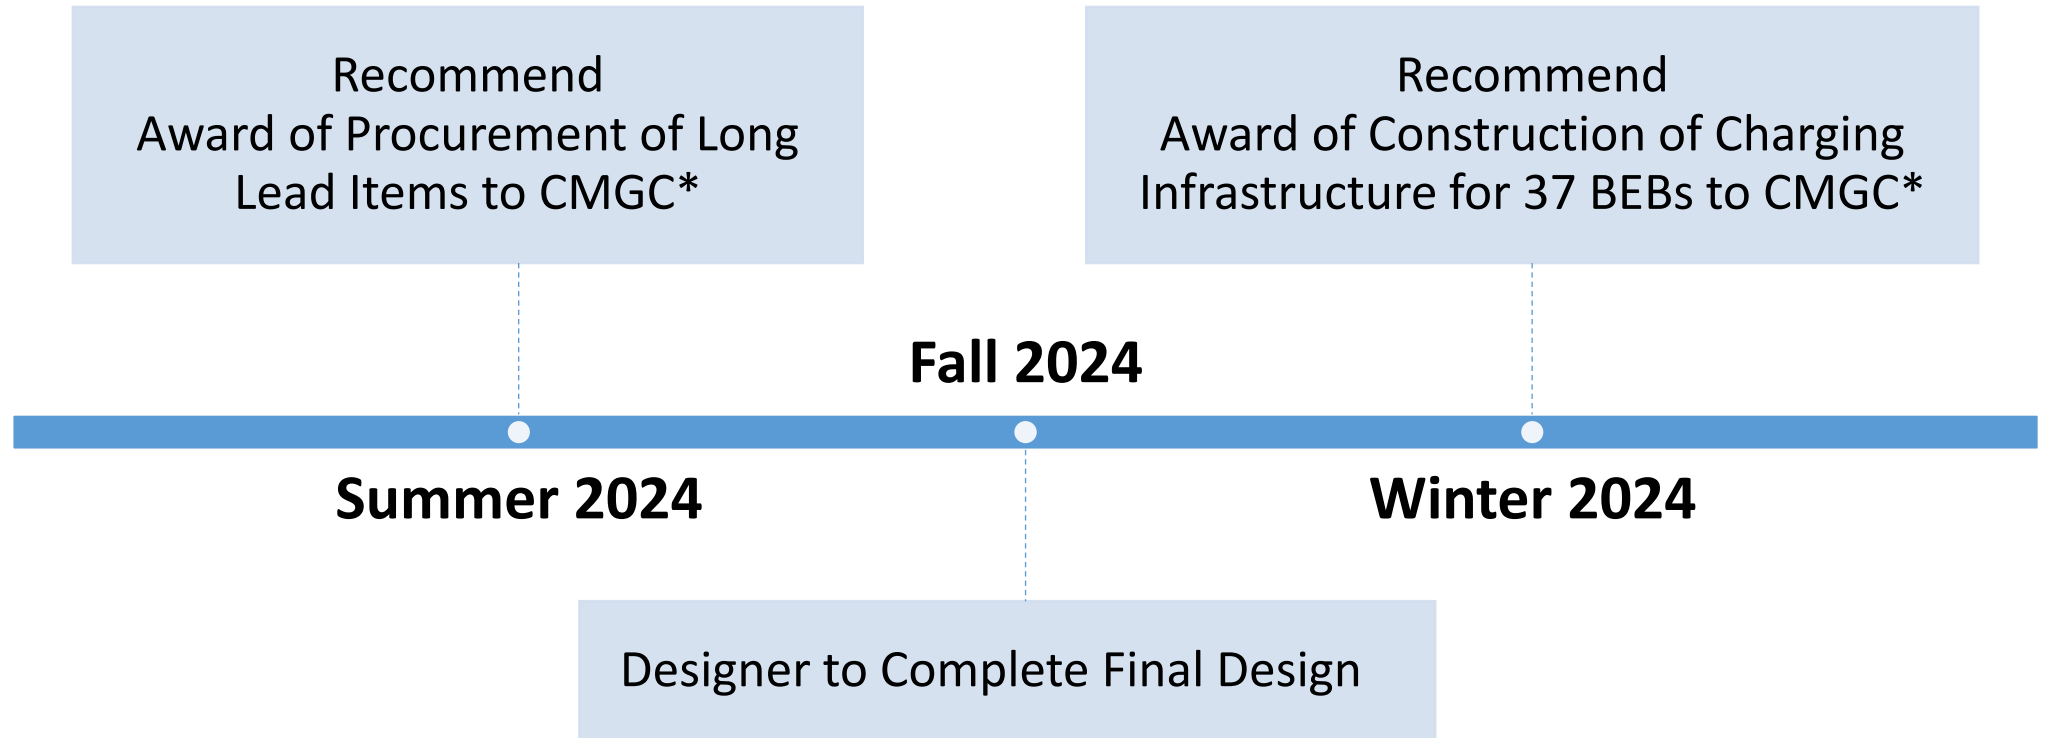 Recommend
Award of Procurement of Long
Lead Items to CMGC*
Recommend
Award of Construction of Charging
Infrastructure for 37 BEBs to CMGC*
Fall 2024
Summer 2024
Winter 2024
Designer to Complete Final Design